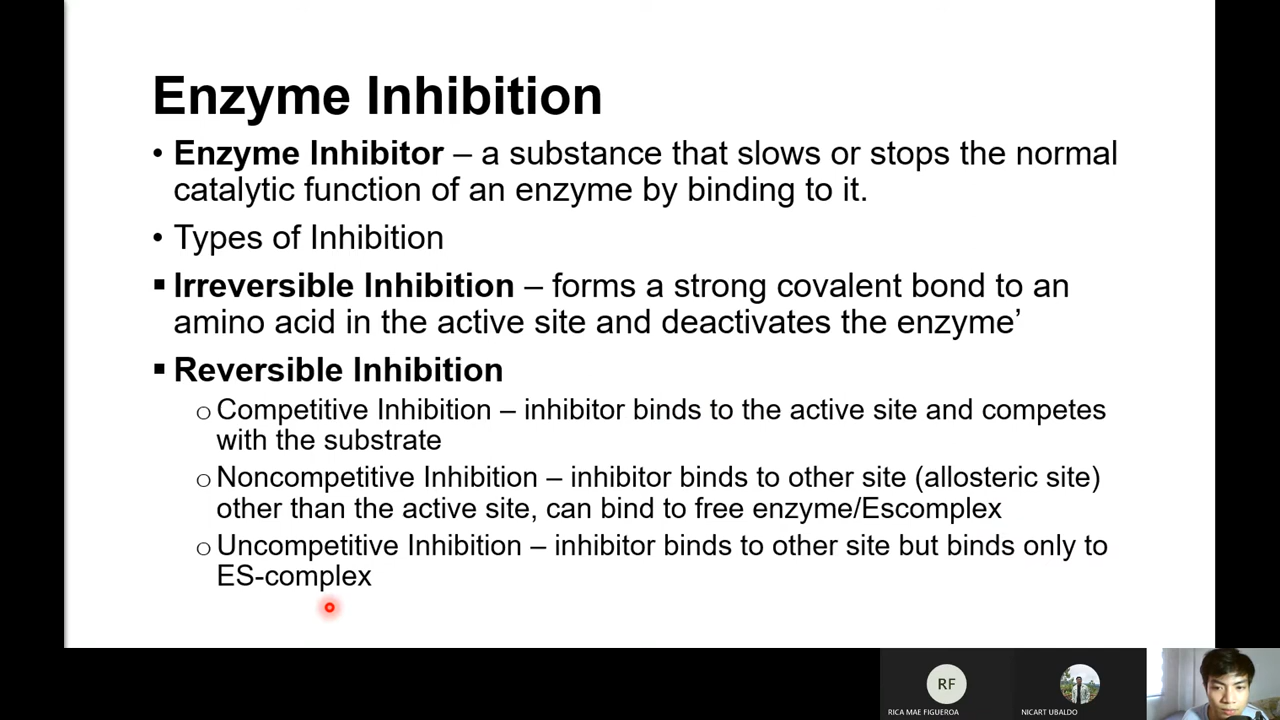 Enzyme Inhibition
• Enzyme Inhibitor – a substance that slows or stops the normal
catalytic function of an enzyme by binding to it.
• Types of Inhibition
▪ Irreversible Inhibition – forms a strong covalent bond to an
amino acid in the active site and deactivates the enzyme’
▪ Reversible Inhibition
o Competitive Inhibition – inhibitor binds to the active site and competes
with the substrate
o Noncompetitive Inhibition – inhibitor binds to other site (allosteric site)
other than the active site, can bind to free enzyme/Escomplex
o Uncompetitive Inhibition – inhibitor binds to other site but binds only to
ES-complex
RF
RICA MAE FIGUEROA
NICART UBALDO